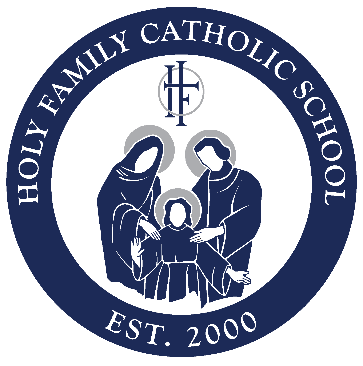 HOLY FAMILY CATHOLIC SCHOOL
HF
EST. 2000